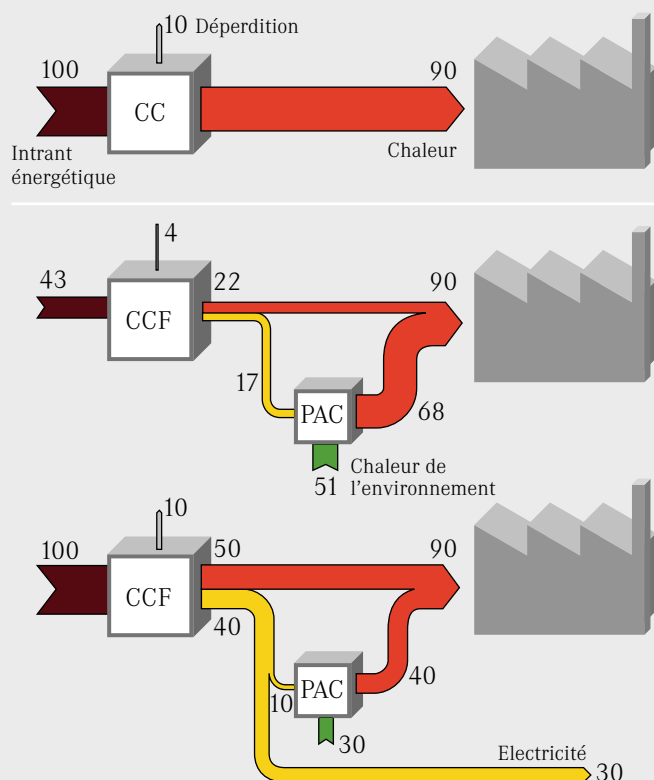 10 Déperdition
100
90
CC
Intrant
énergétique
Chaleur
4
43
22
90
CCF
17
PAC
68
51
Chaleur de
l'environnement
10
100
50
90
CCF
40
PAC
40
10
30
Electricité
30